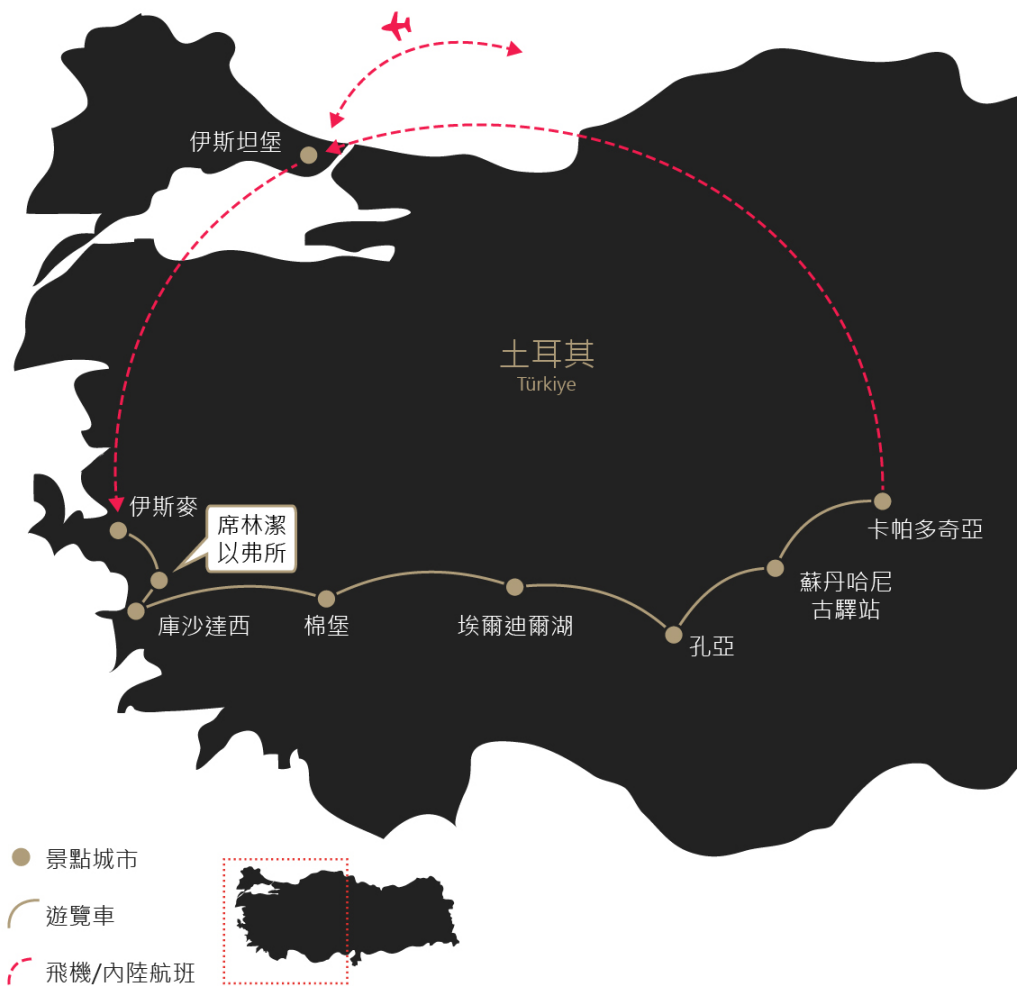 伊斯坦堡
土耳其
Türkiye
伊斯麥
席林潔
以弗所
卡帕多奇亞
蘇丹哈尼
古驛站
庫沙達西
棉堡
埃爾迪爾湖
孔亞
景點城市
遊覽車
飛機/內陸航班